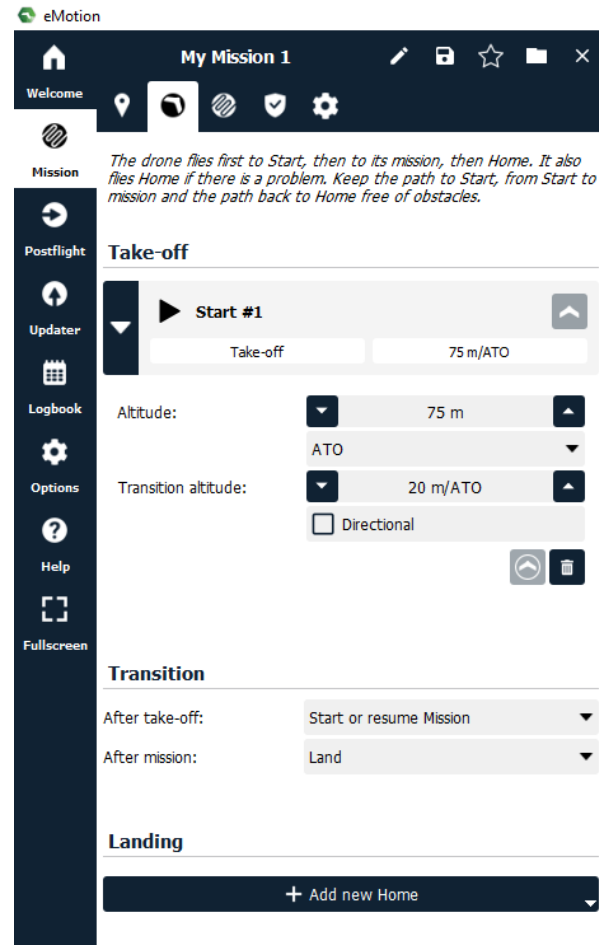 eMotion
My Mission 1
Welcome
Mission
Postflight
Updater
Logbook
Options
Help
Fullscreen
The drone flies first to Start, then to its mission, then Home. It also
flies Home if there is a problem. Keep the path to Start, from Start to
mission and the path back to Home free of obstacles.
Take-off
Start #1
Take-off 75 m/ATO
Altitude: 75 m
ATO
Transition altitude: 20 m/ATO
Directional
Transition
After take-off: Start or resume Mission
After mission: Land
Landing
+ Add new Home